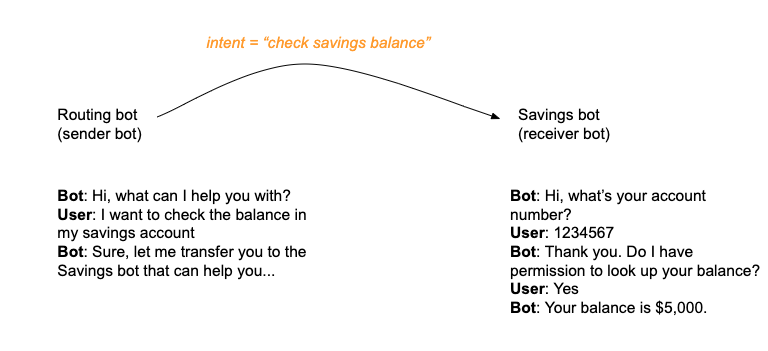 intent = “check savings balance”
Routing bot
(sender bot)
Savings bot
(receiver bot)
Bot: Hi, what can I help you with?
User: I want to check the balance in
my savings account
Bot: Sure, let me transfer you to the
Savings bot that can help you...
Bot: Hi, what’s your account
number?
User: 1234567
Bot: Thank you. Do I have
permission to look up your balance?
User: Yes
Bot: Your balance is $5,000.